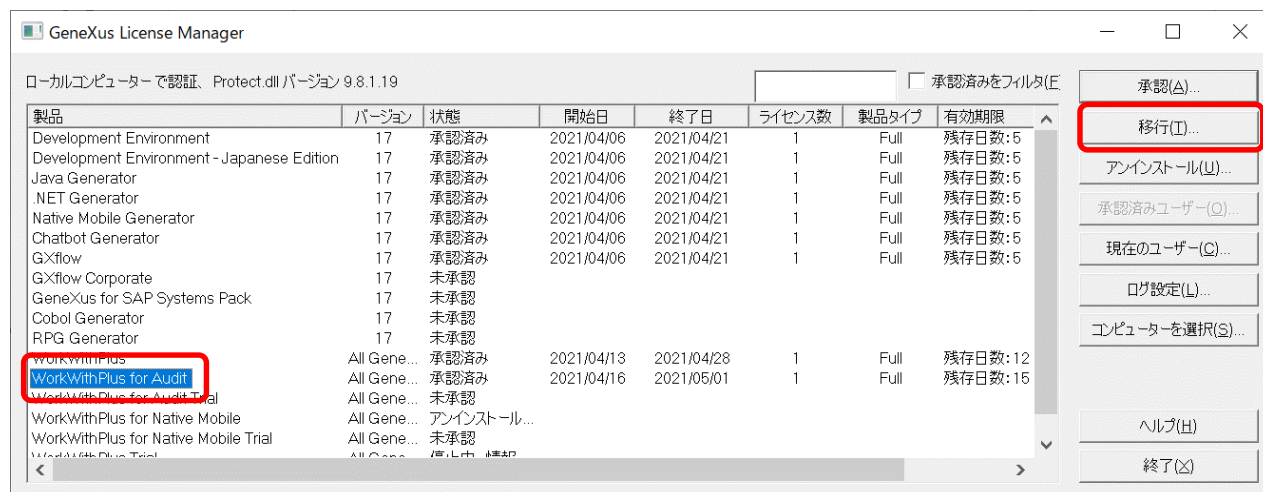 GeneXus License Manager
ローカルコンピューター で認証、Protect.dll バージョン 9.8.1.19
承認済みをフィルタ(F
製品 バージョン 状態 開始日 終了日 ライセンス数 製品タイプ 有効期限
Development Environment 17 承認済み 2021/04/06 2021/04/21 1 Full 残存日数:5
Development Environment - Japanese Edition 17 承認済み 2021/04/06 2021/04/21 1 Full 残存日数:5
Java Generator 17 承認済み 2021/04/06 2021/04/21 1 Full 残存日数:5
.NET Generator 17 承認済み 2021/04/06 2021/04/21 1 Full 残存日数:5
Native Mobile Generator 17 承認済み 2021/04/06 2021/04/21 1 Full 残存日数:5
Chatbot Generator 17 承認済み 2021/04/06 2021/04/21 1 Full 残存日数:5
GXflow 17 承認済み 2021/04/06 2021/04/21 1 Full 残存日数:5
GXflow Corporate 17 未承認
GeneXus for SAP Systems Pack 17 未承認
Cobol Generator 17 未承認
RPG Generator 17 未承認
WorkWithPlus All Gene... 承認済み 2021/04/13 2021/04/28 1 Full 残存日数:12
WorkWithPlus for Audit All Gene... 承認済み 2021/04/16 2021/05/01 1 Full 残存日数:15
WorkWithPlus for Audit Trial All Gene... 未承認
WorkWithPlus for Native Mobile All Gene... アンインストール...
WorkWithPlus for Native Mobile Trial All Gene... 未承認
WorkWithPlus Trial All Gene...
承認(A)...
移行(T)...
アンインストール(U)...
承認済みユーザー(O)...
現在のユーザー(C)...
ログ設定(L)...
コンピューターを選択(S)...
ヘルプ(H)
終了(X)